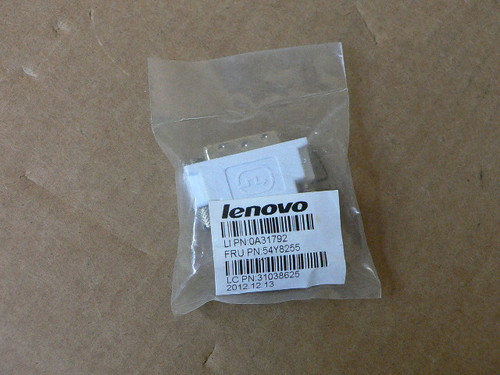 lenovo
LI PN:0A31792
FRU PN:54Y8255
LC PN:31038625
2012.12.13